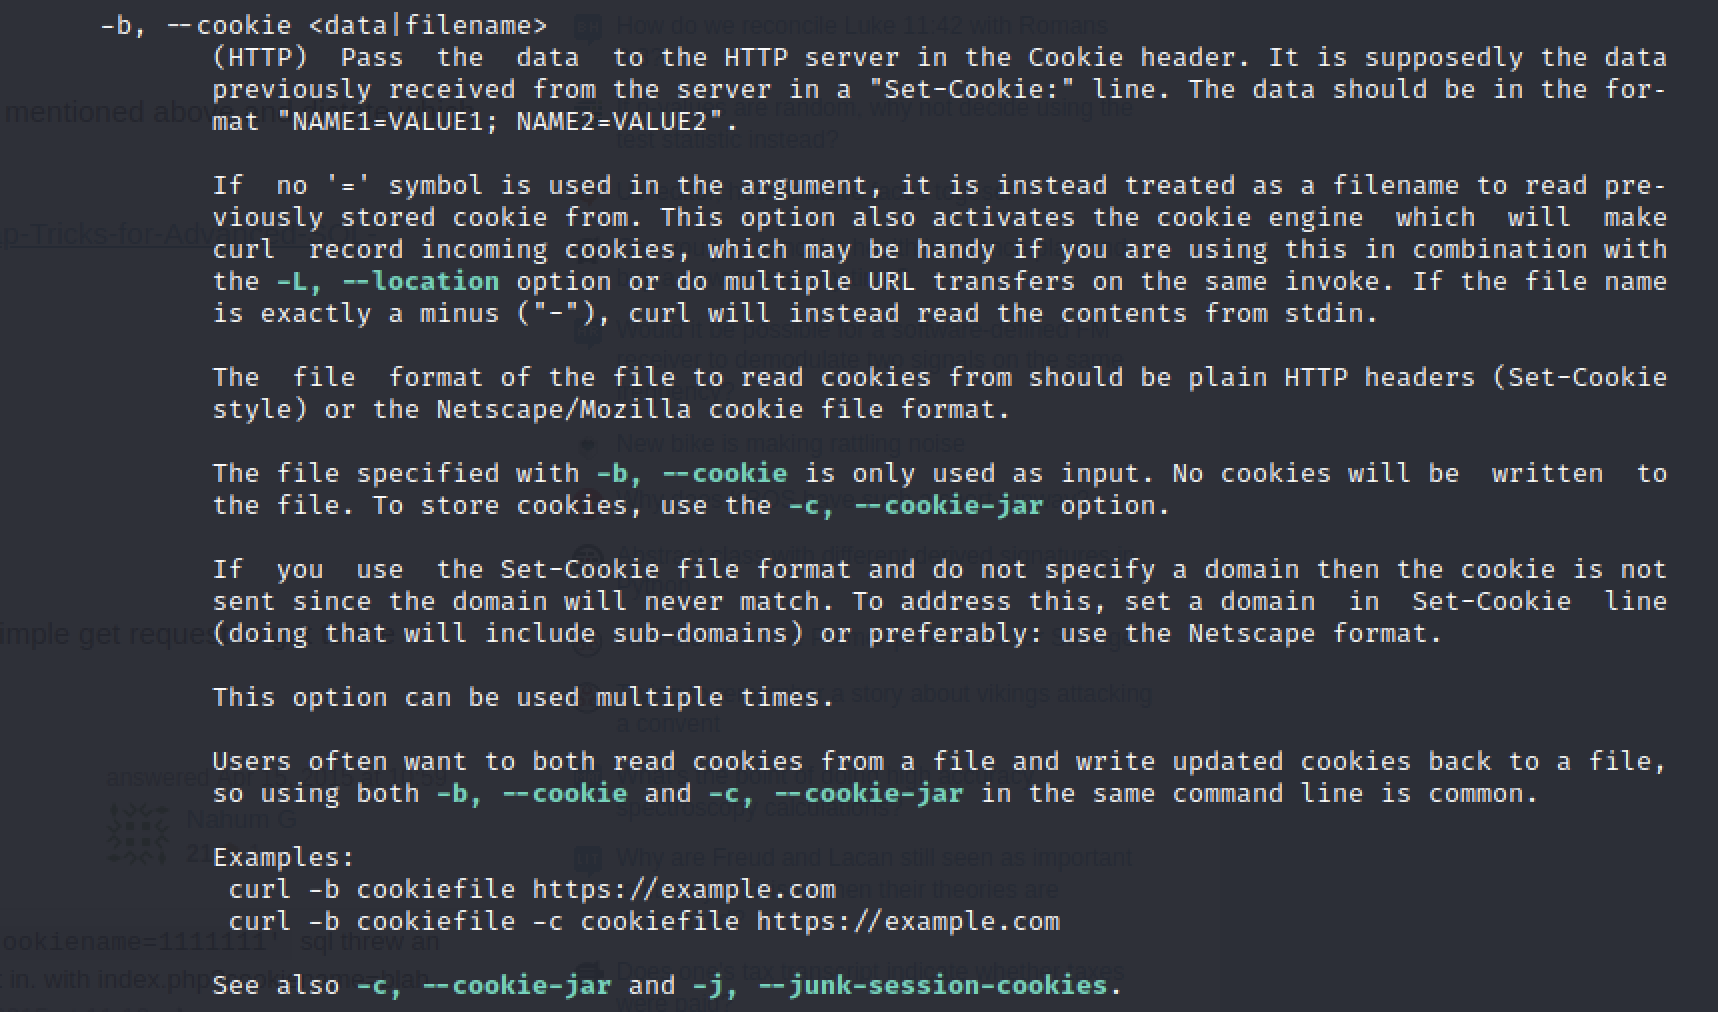 -b, --cookie <data|filename>
(HTTP) Pass the data to the HTTP server in the Cookie header. It is supposedly the data
previously received from the server in a "Set-Cookie:" line. The data should be in the for-
mat "NAME1=VALUE1; NAME2=VALUE2".
If no '=' symbol is used in the argument, it is instead treated as a filename to read pre-
viously stored cookie from. This option also activates the cookie engine which will make
curl record incoming cookies, which may be handy if you are using this in combination with
the -L, --location option or do multiple URL transfers on the same invoke. If the file name
is exactly a minus ("-"), curl will instead read the contents from stdin.
The file format of the file to read cookies from should be plain HTTP headers (Set-Cookie
style) or the Netscape/Mozilla cookie file format.
The file specified with -b, --cookie is only used as input. No cookies will be written to
the file. To store cookies, use the -c, --cookie-jar option.
If you use the Set-Cookie file format and do not specify a domain then the cookie is not
sent since the domain will never match. To address this, set a domain in Set-Cookie line
(doing that will include sub-domains) or preferably: use the Netscape format.
This option can be used multiple times.
Users often want to both read cookies from a file and write updated cookies back to a file,
so using both -b, --cookie and -c, --cookie-jar in the same command line is common.
Examples:
curl -b cookiefile https://example.com
curl -b cookiefile -c cookiefile https://example.com
See also -c, --cookie-jar and -j, --junk-session-cookies.